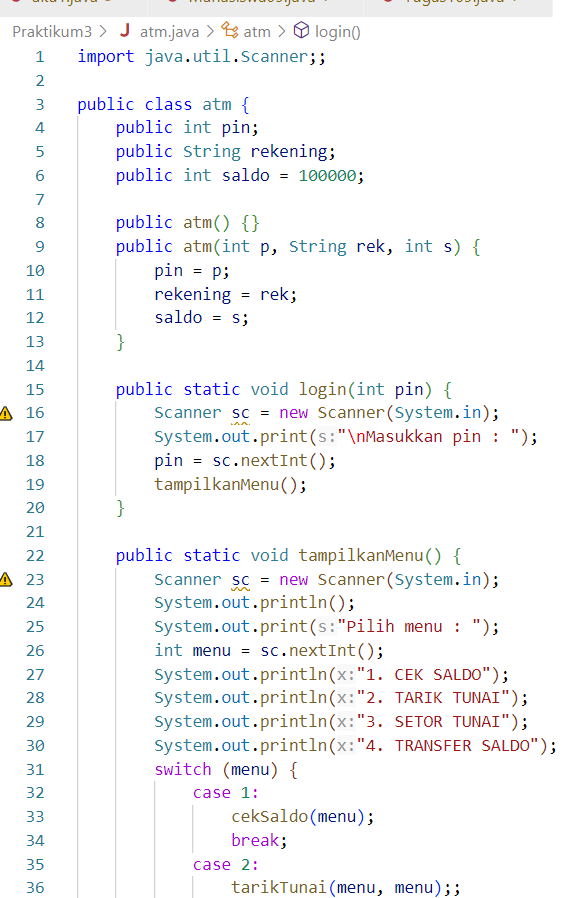 Praktikum3 > J atm.java > atm > login()
1 import java.util.Scanner;;
2
3 public class atm {
4 public int pin;
5 public String rekening;
6 public int saldo = 100000;
7
8 public atm() {}
9 public atm(int p, String rek, int s) {
10 pin = p;
11 rekening = rek;
12 saldo = s;
13 }
14
15 public static void login(int pin) {
16 Scanner sc = new Scanner(System.in);
17 System.out.print(s:"\nMasukkan pin : ");
18 pin = sc.nextInt();
19 tampilkanMenu();
20 }
21
22 public static void tampilkanMenu() {
23 Scanner sc = new Scanner(System.in);
24 System.out.println();
25 System.out.print(s:"Pilih menu : ");
26 int menu = sc.nextInt();
27 System.out.println(x:"1. CEK SALDO");
28 System.out.println(x:"2. TARIK TUNAI");
29 System.out.println(x:"3. SETOR TUNAI");
30 System.out.println(x:"4. TRANSFER SALDO");
31 switch (menu) {
32 case 1:
33 cekSaldo(menu);
34 break;
35 case 2:
36 tarikTunai(menu, menu);;